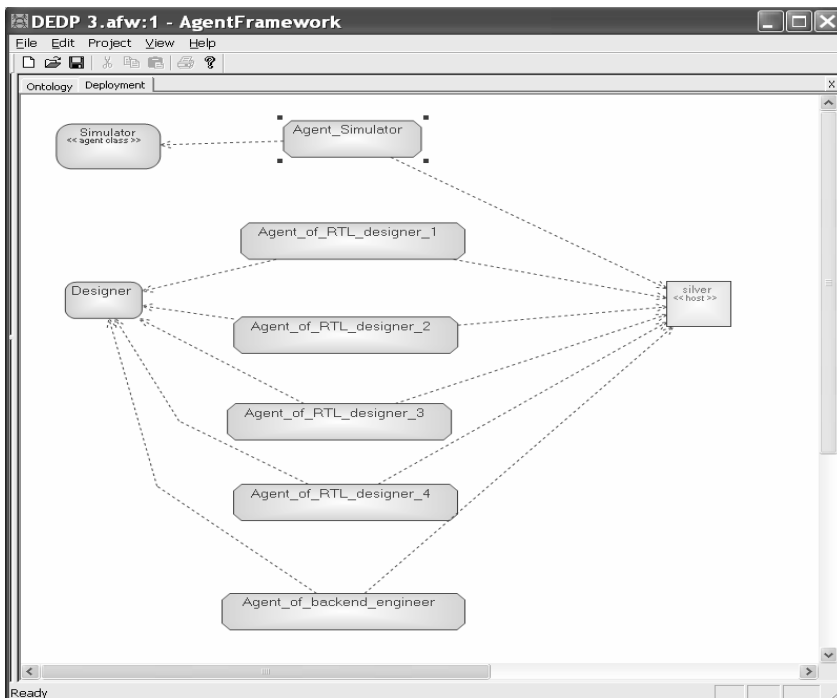 DEDP 3.afw:1 - AgentFramework
File Edit Project View Help
Ontology Deployment
Simulator
<< agent class >>
Agent_Simulator
Agent_of_RTL_designer_1
Designer
silver
<< host >>
Agent_of_RTL_designer_2
Agent_of_RTL_designer_3
Agent_of_RTL_designer_4
Agent_of_backend_engineer
Ready